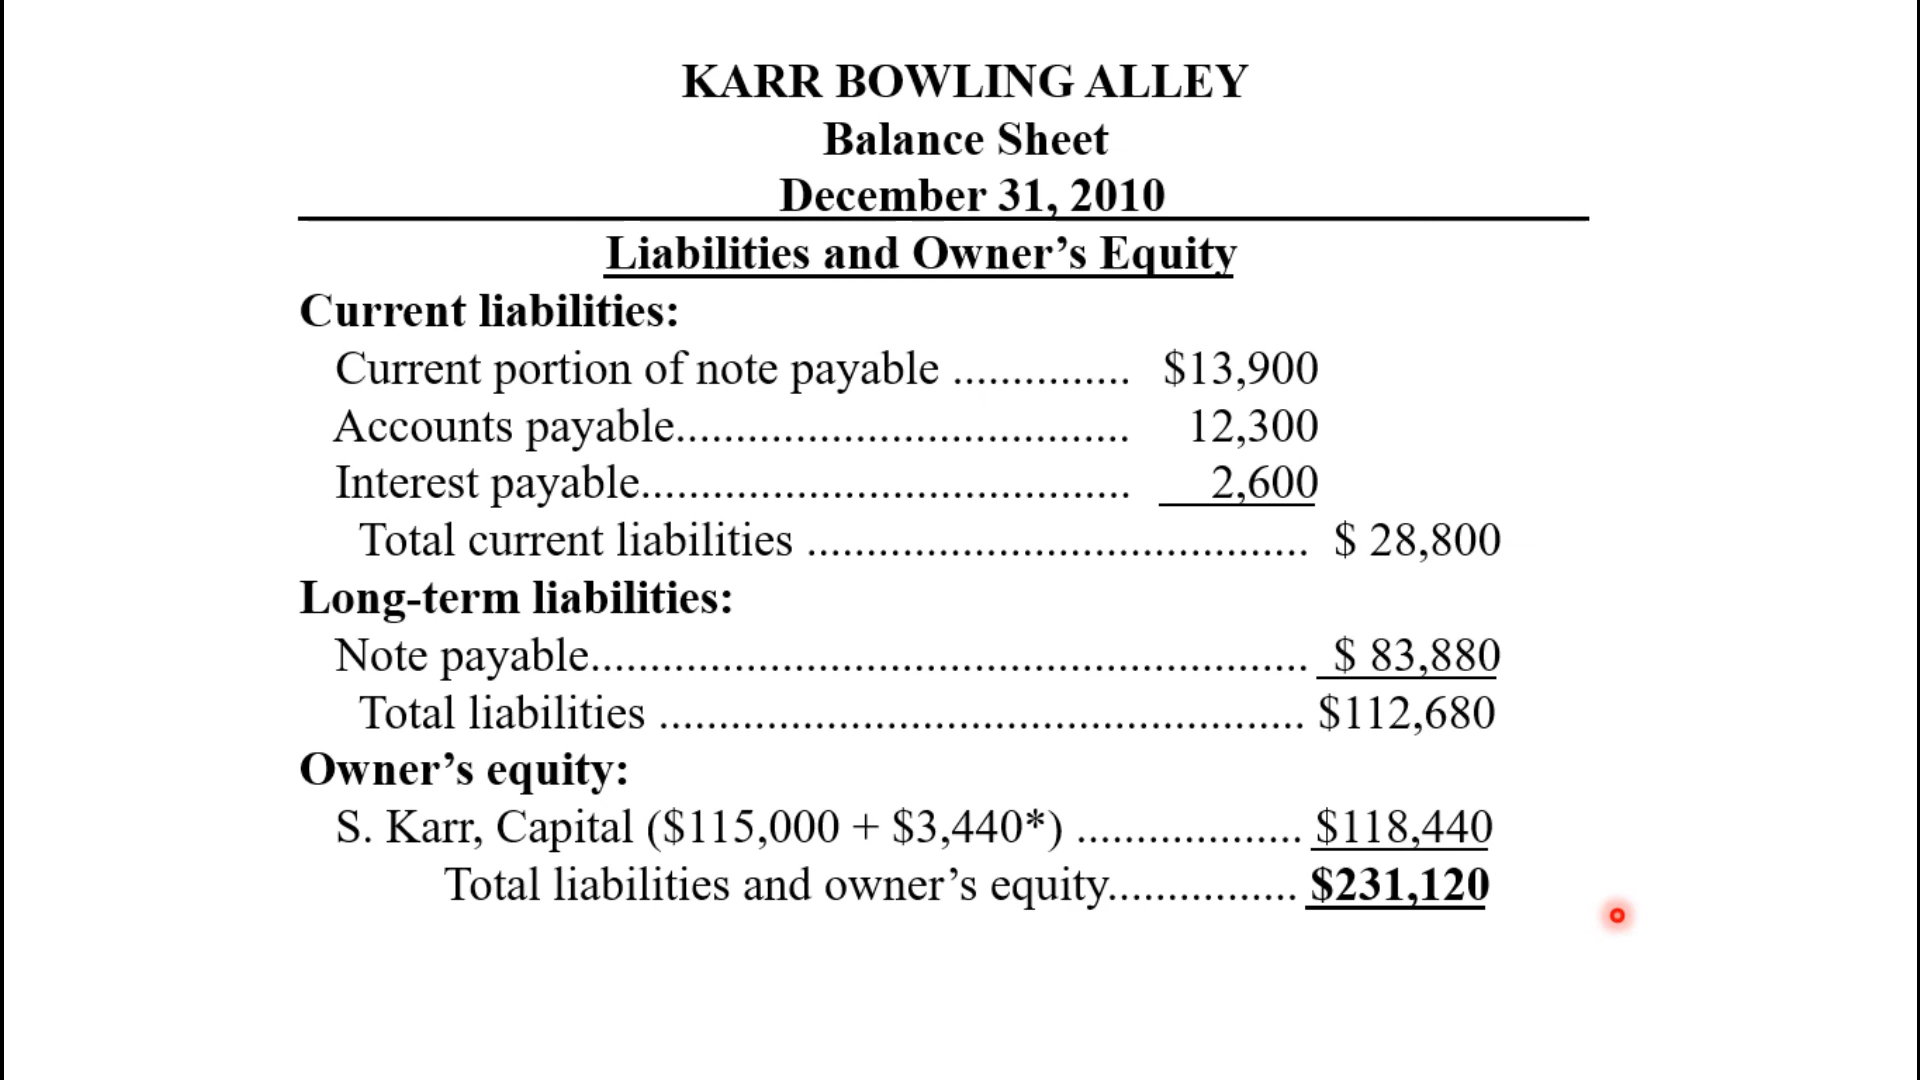 KARR BOWLING ALLEY
Balance Sheet
December 31, 2010
Liabilities and Owner’s Equity
Current liabilities:
Current portion of note payable ............... $13,900
Accounts payable...................................... 12,300
Interest payable......................................... 2,600
Total current liabilities .......................................... $ 28,800
Long-term liabilities:
Note payable............................................................ $ 83,880
Total liabilities ...................................................... $112,680
Owner’s equity:
S. Karr, Capital ($115,000 + $3,440*) ................... $118,440
Total liabilities and owner’s equity................ $231,120